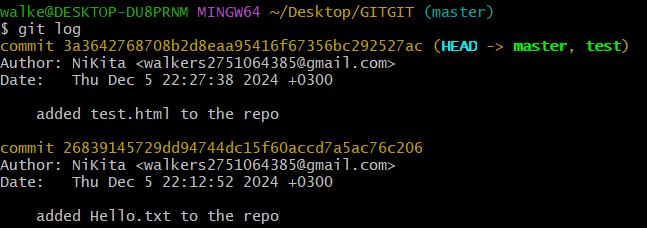 walke@DESKTOP-DU8PRNM MINGW64 ~/Desktop/GITGIT (master)
$ git log
commit 3a3642768708b2d8eaa95416f67356bc292527ac (HEAD -> master, test)
Author: NiKita <walkers2751064385@gmail.com>
Date:   Thu Dec 5 22:27:38 2024 +0300
    added test.html to the repo
commit 26839145729dd94744dc15f60accd7a5ac76c206
Author: NiKita <walkers2751064385@gmail.com>
Date:   Thu Dec 5 22:12:52 2024 +0300
    added Hello.txt to the repo